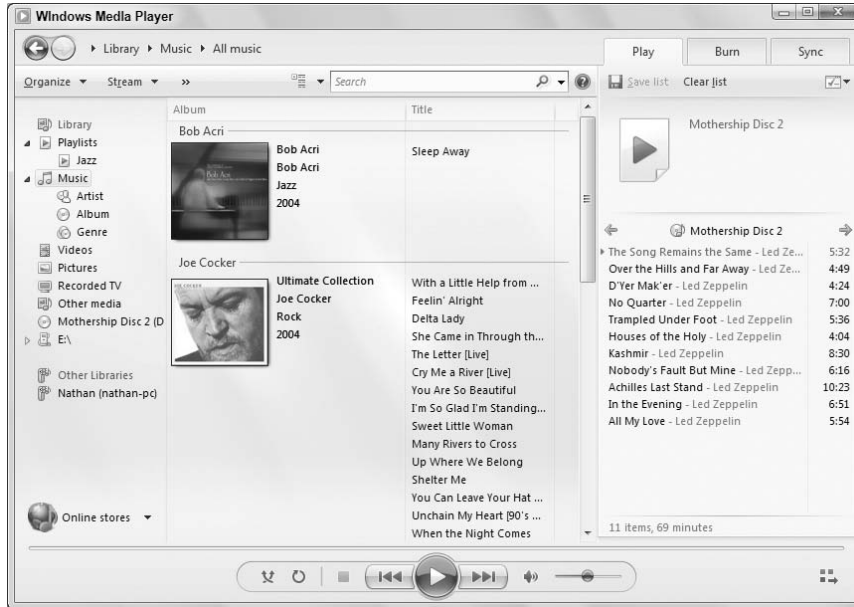 Windows Media Player
Library Music All music
Play Burn Sync
Organize Stream » Search
Save list Clear list
Library
Playlists
Jazz
Music
Artist
Album
Genre
Videos
Pictures
Recorded TV
Other media
Mothership Disc 2 (D
E:\
Other Libraries
Nathan (nathan-pc)
Online stores
Album Title
Bob Acri
Bob Acri
Bob Acri
Jazz
2004
Sleep Away
Joe Cocker
JOE COCKER
Ultimate Collection
Joe Cocker
Rock
2004
With a Little Help from ...
Feelin' Alright
Delta Lady
She Came in Through th...
The Letter [Live]
Cry Me a River [Live]
You Are So Beautiful
I'm So Glad I'm Standing...
Sweet Little Woman
Many Rivers to Cross
Up Where We Belong
Shelter Me
You Can Leave Your Hat ...
Unchain My Heart [90's ...
When the Night Comes
Mothership Disc 2
Mothership Disc 2
The Song Remains the Same - Led Ze... 5:32
Over the Hills and Far Away - Led Ze... 4:49
D'Yer Mak'er - Led Zeppelin 4:24
No Quarter - Led Zeppelin 7:00
Trampled Under Foot - Led Zeppelin 5:36
Houses of the Holy - Led Zeppelin 4:04
Kashmir - Led Zeppelin 8:30
Nobody's Fault But Mine - Led Zepp... 6:16
Achilles Last Stand - Led Zeppelin 10:23
In the Evening - Led Zeppelin 6:51
All My Love - Led Zeppelin 5:54
11 items, 69 minutes